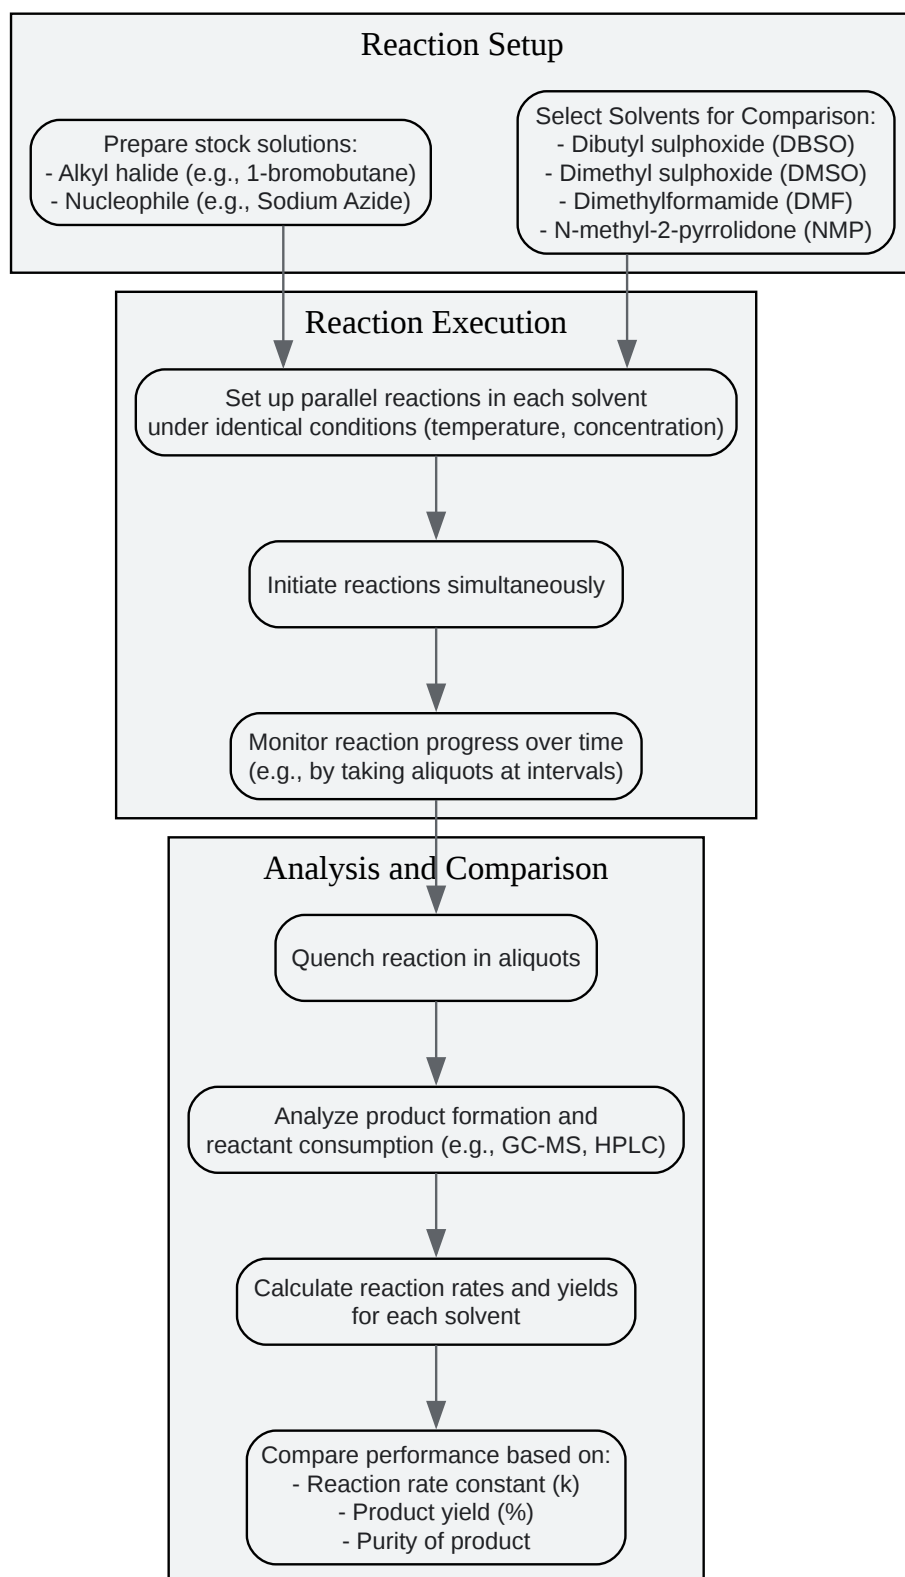 Reaction Setup
Prepare stock solutions:
- Alkyl halide (e.g., 1-bromobutane)
- Nucleophile (e.g., Sodium Azide)
Select Solvents for Comparison:
- Dibutyl sulphoxide (DBSO)
- Dimethyl sulphoxide (DMSO)
- Dimethylformamide (DMF)
- N-methyl-2-pyrrolidone (NMP)
Reaction Execution
Set up parallel reactions in each solvent
under identical conditions (temperature, concentration)
Initiate reactions simultaneously
Monitor reaction progress over time
(e.g., by taking aliquots at intervals)
Analysis and Comparison
Quench reaction in aliquots
Analyze product formation and
reactant consumption (e.g., GC-MS, HPLC)
Calculate reaction rates and yields
for each solvent
Compare performance based on:
- Reaction rate constant (k)
- Product yield (%)
- Purity of product